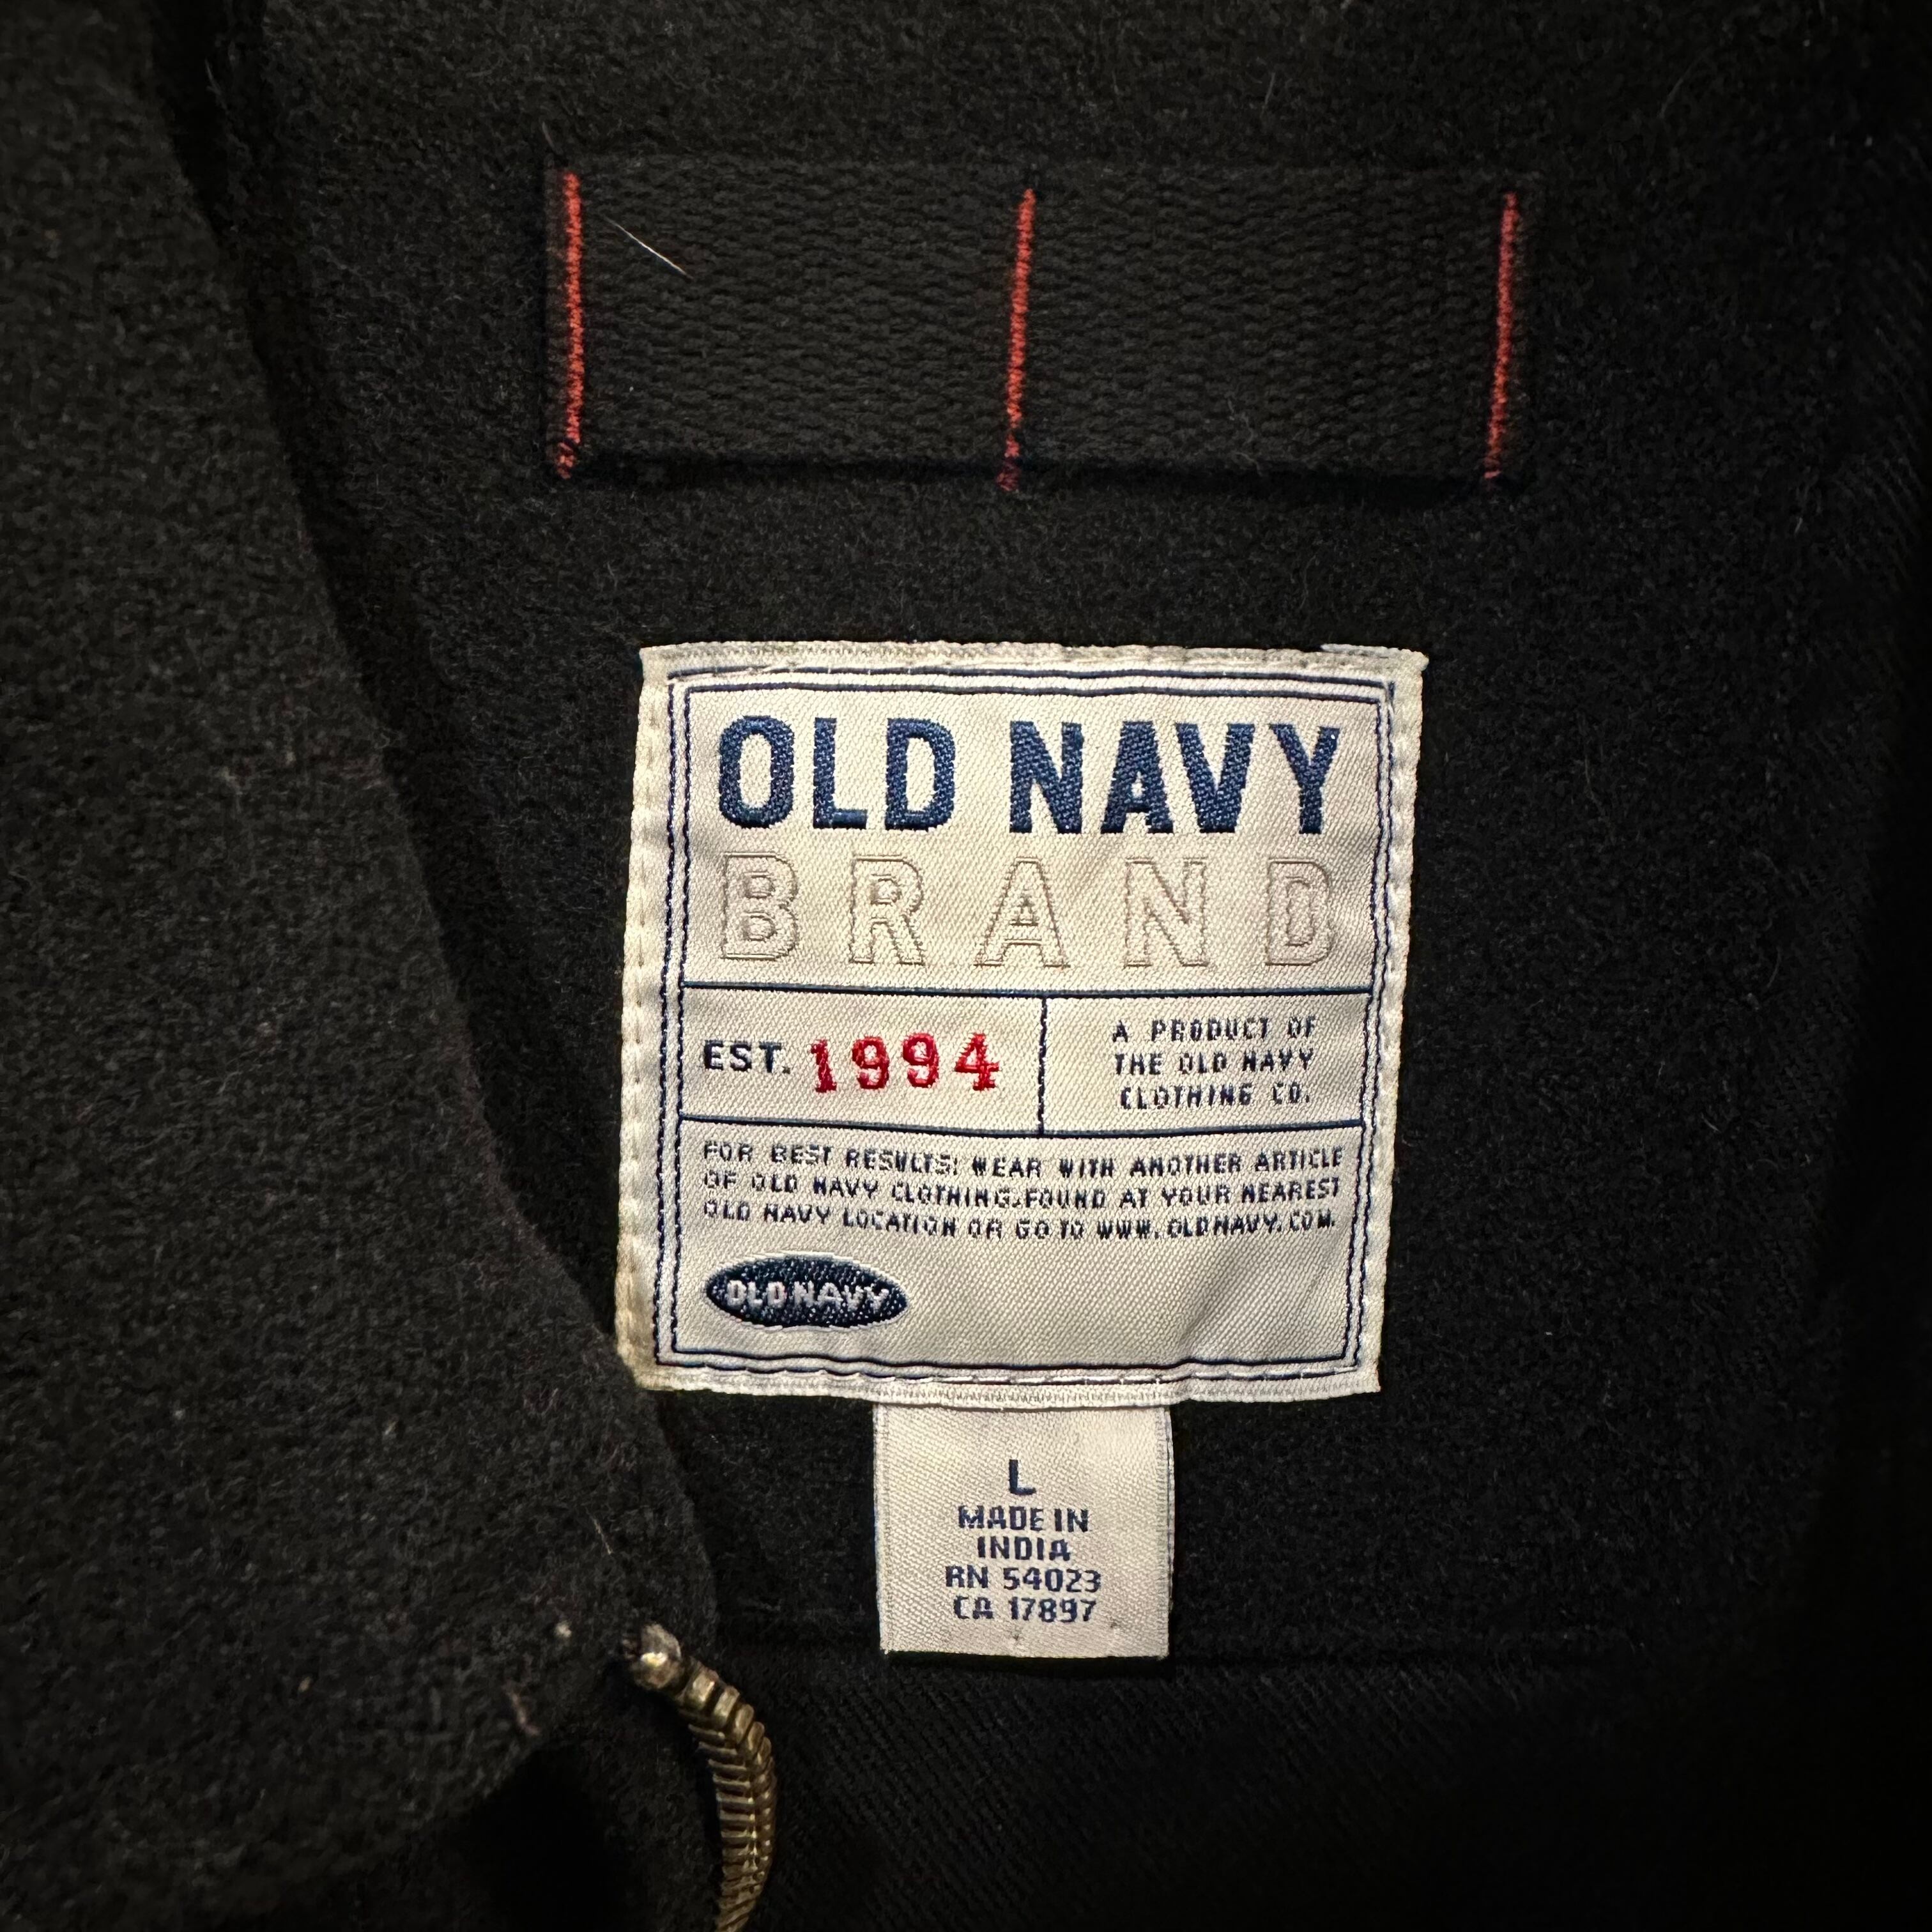 OLD NAVY
BRAND
EST. 1994
A PRODUCT OF
THE OLD NAVY
CLOTHING CO.
FOR BEST RESULTS: WEAR WITH ANOTHER ARTICLE
OF OLD NAVY CLOTHING.FOUND AT YOUR NEAREST
OLD NAVY LOCATION OR GO TO WWW.OLDNAVY.COM.
OLD NAVY
L
MADE IN
INDIA
RN 54023
CA 17897